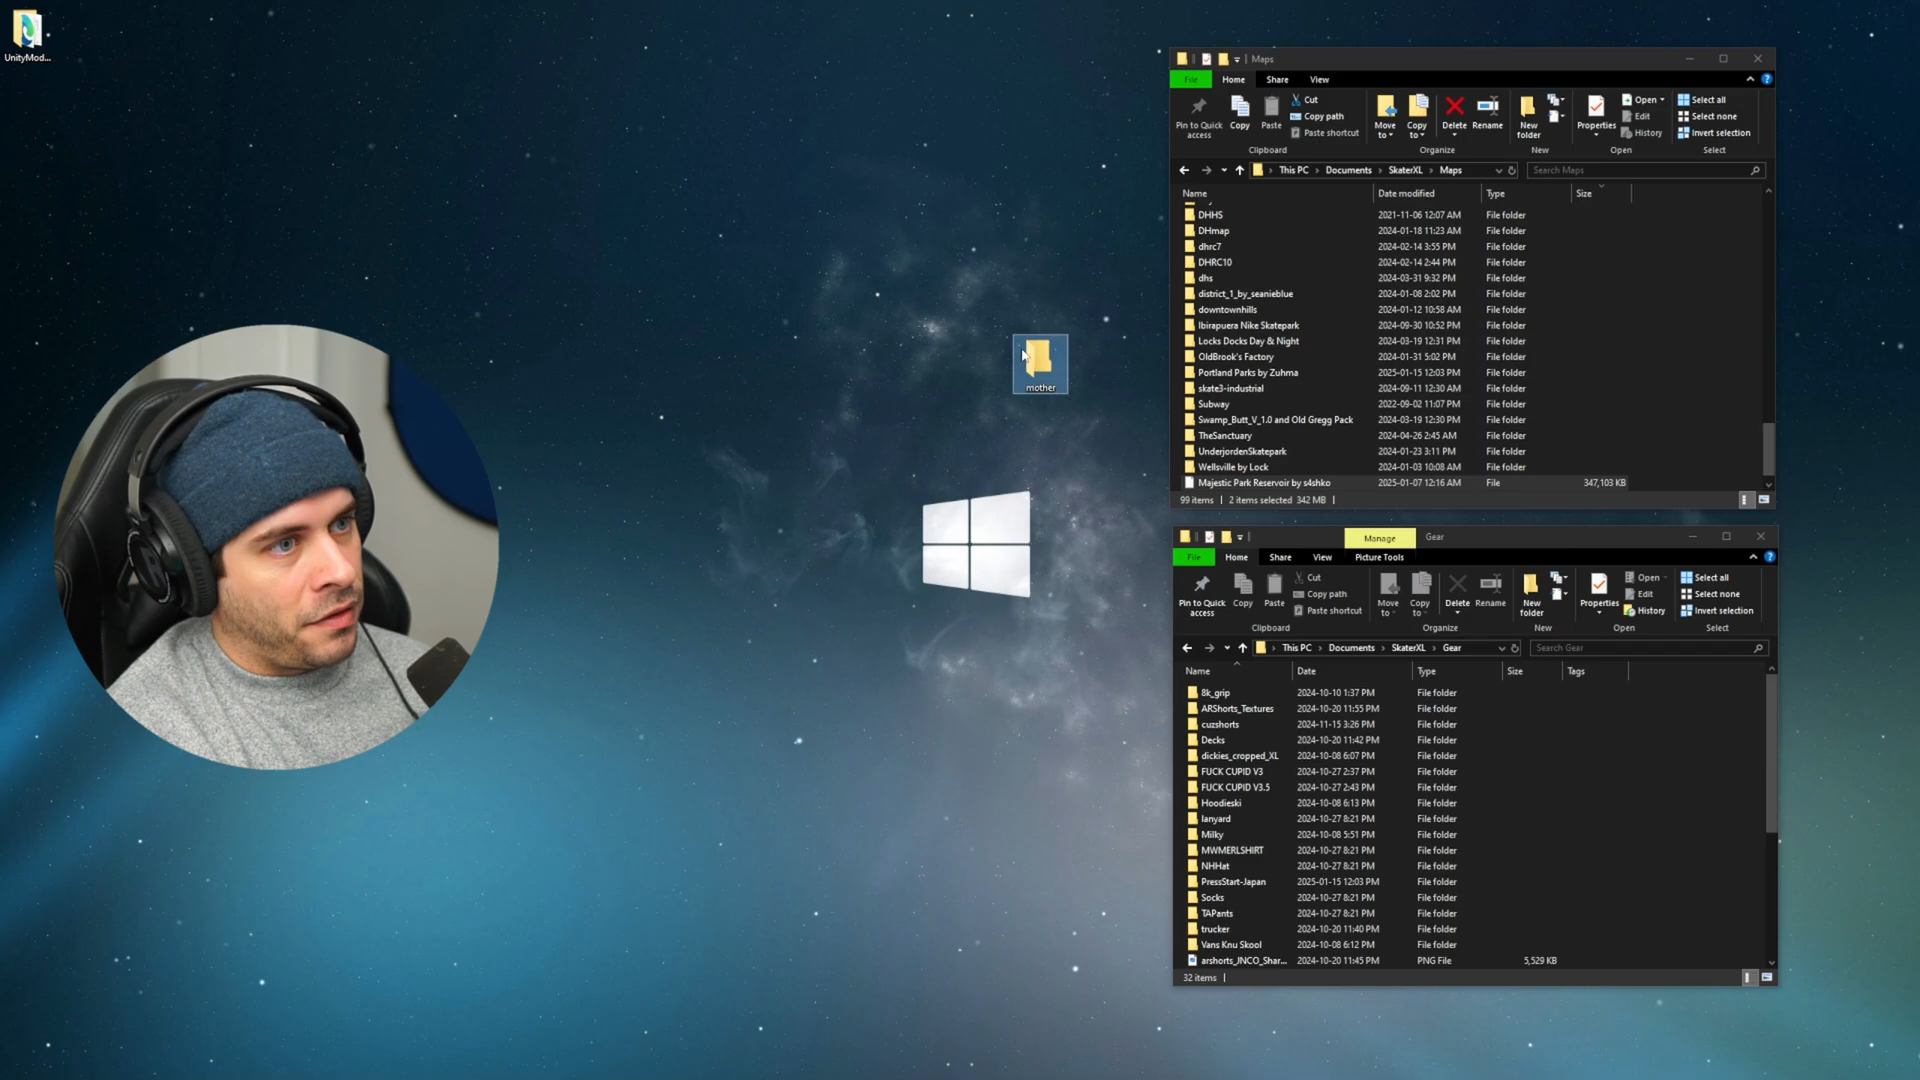 UnityMod...
mother
Maps
File Home Share View
Pin to Quick access
Copy
Paste
Cut
Copy path
Paste shortcut
Move to
Copy to
Delete
Rename
New folder
Properties
Open
Edit
History
Select all
Select none
Invert selection
Clipboard Organize New Open Select
This PC › Documents › SkaterXL › Maps
Search Maps
Name Date modified Type Size
DHHS 2021-11-06 12:07 AM File folder
DHmap 2024-01-18 11:23 AM File folder
dhrc7 2024-02-14 3:55 PM File folder
DHRC10 2024-02-14 2:44 PM File folder
dhs 2024-03-31 9:32 PM File folder
district_1_by_seanieblue 2024-01-08 2:02 PM File folder
downtownhills 2024-01-12 10:58 AM File folder
Ibirapuera Nike Skatepark 2024-09-30 10:52 PM File folder
Locks Docks Day & Night 2024-03-19 12:31 PM File folder
OldBrook's Factory 2024-01-31 5:02 PM File folder
Portland Parks by Zuhma 2025-01-15 12:03 PM File folder
skate3-industrial 2024-09-11 12:30 AM File folder
Subway 2022-09-02 11:07 PM File folder
Swamp_Butt_V_1.0 and Old Gregg Pack 2024-03-19 12:30 PM File folder
TheSanctuary 2024-04-26 2:45 AM File folder
UnderjordenSkatepark 2024-01-23 3:11 PM File folder
Wellsville by Lock 2024-01-03 10:08 AM File folder
Majestic Park Reservoir by s4shko 2025-01-07 12:16 AM File 347,103 KB
99 items | 2 items selected 342 MB |
Manage Gear
File Home Share View Picture Tools
Pin to Quick access
Copy
Paste
Cut
Copy path
Paste shortcut
Move to
Copy to
Delete
Rename
New folder
Properties
Open
Edit
History
Select all
Select none
Invert selection
Clipboard Organize New Open Select
This PC › Documents › SkaterXL › Gear
Search Gear
Name Date Type Size Tags
8k_grip 2024-10-10 1:37 PM File folder
ARShorts_Textures 2024-10-20 11:55 PM File folder
cuzshorts 2024-11-15 3:26 PM File folder
Decks 2024-10-20 11:42 PM File folder
dickies_cropped_XL 2024-10-08 6:07 PM File folder
FUCK CUPID V3 2024-10-27 2:37 PM File folder
FUCK CUPID V3.5 2024-10-27 2:43 PM File folder
Hoodieski 2024-10-08 6:13 PM File folder
lanyard 2024-10-27 8:21 PM File folder
Milky 2024-10-08 5:51 PM File folder
MWMERLSHIRT 2024-10-27 8:21 PM File folder
NHHat 2024-10-27 8:21 PM File folder
PressStart-Japan 2025-01-15 12:03 PM File folder
Socks 2024-10-27 8:21 PM File folder
TAPants 2024-10-27 8:21 PM File folder
trucker 2024-10-20 11:40 PM File folder
Vans Knu Skool 2024-10-08 6:12 PM File folder
arshorts_JNCO_Shar... 2024-10-20 11:45 PM PNG File 5,529 KB
32 items |